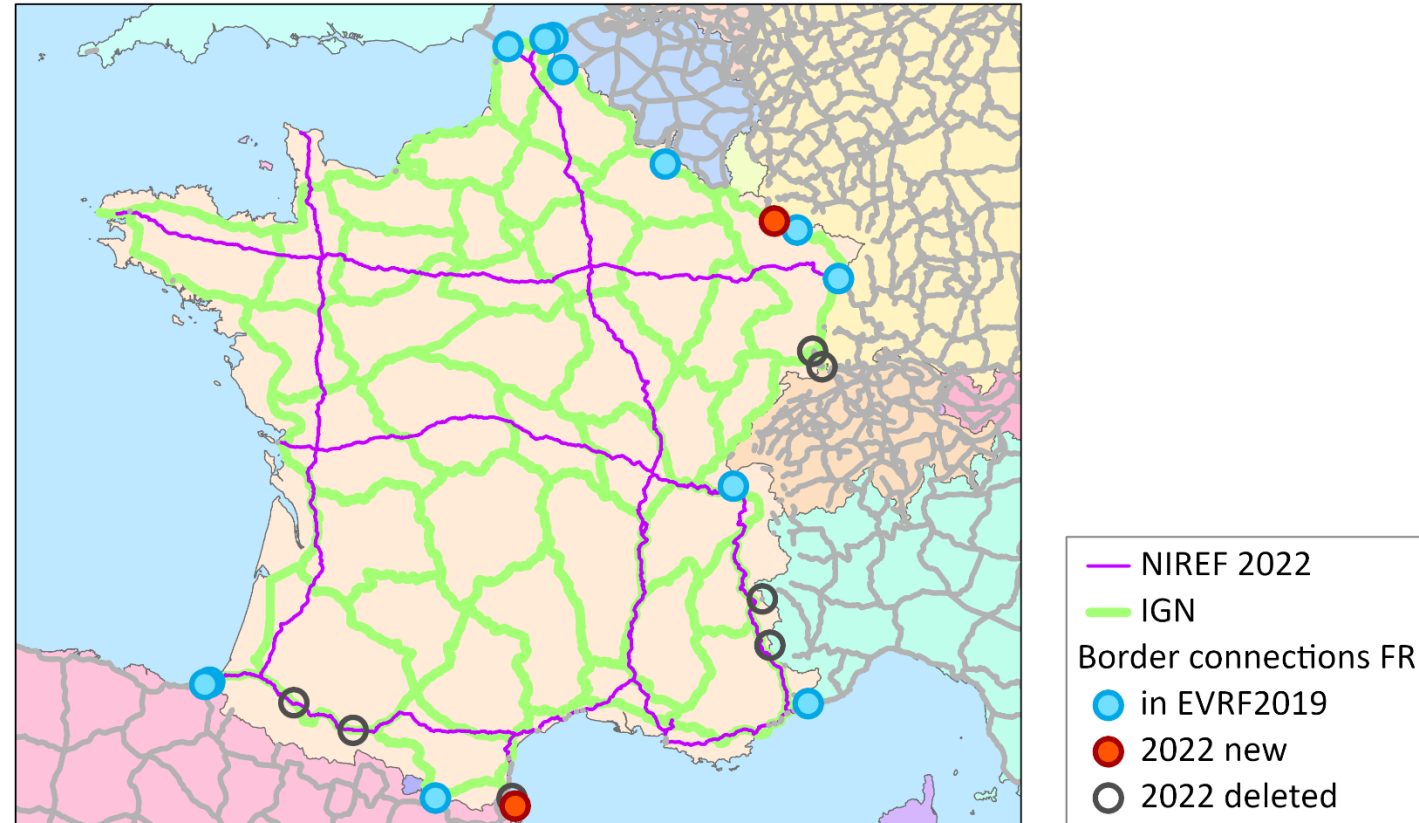 NIREF 2022
IGN
Border connections FR
in EVRF2019
2022 new
2022 deleted